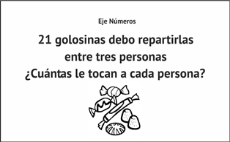 Eje Números
21 golosinas debo repartirlas
entre tres personas
¿Cuántas le tocan a cada persona?